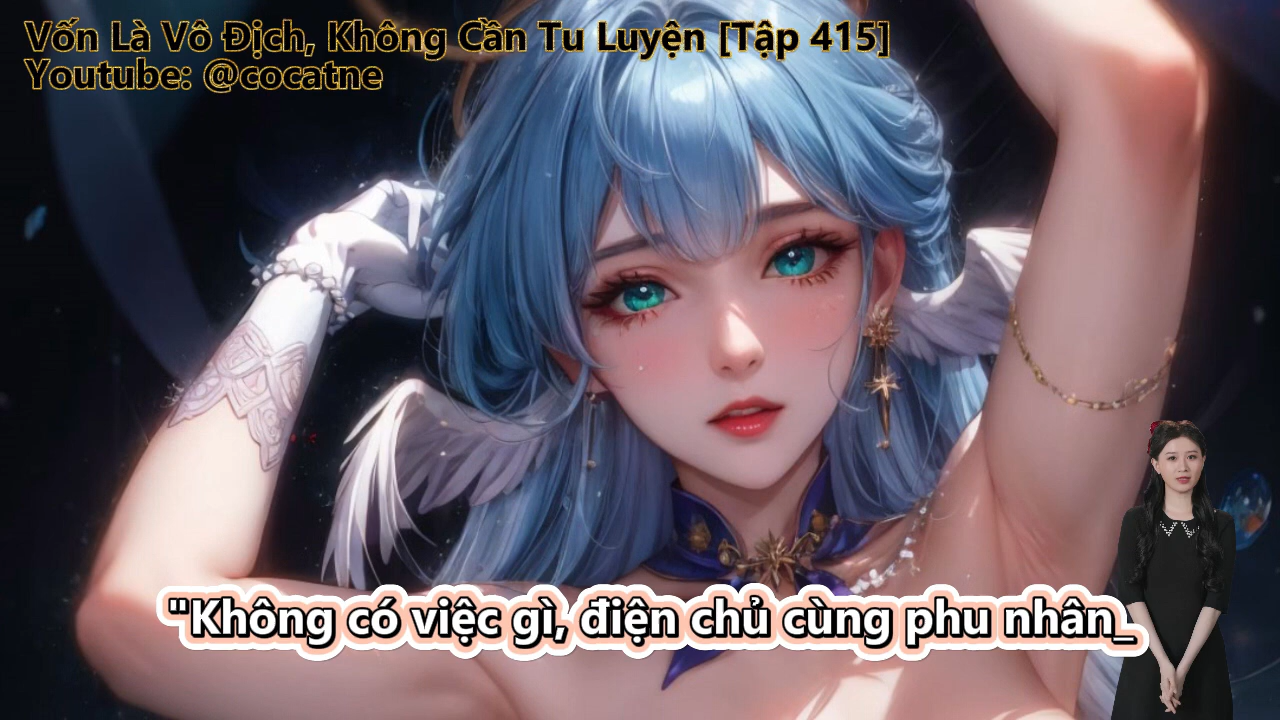 Vốn Là Vô Địch, Không Cần Tu Luyện [Tập 415]
Youtube: @cocatne
"Không có việc gì, điện chủ cùng phu nhân_